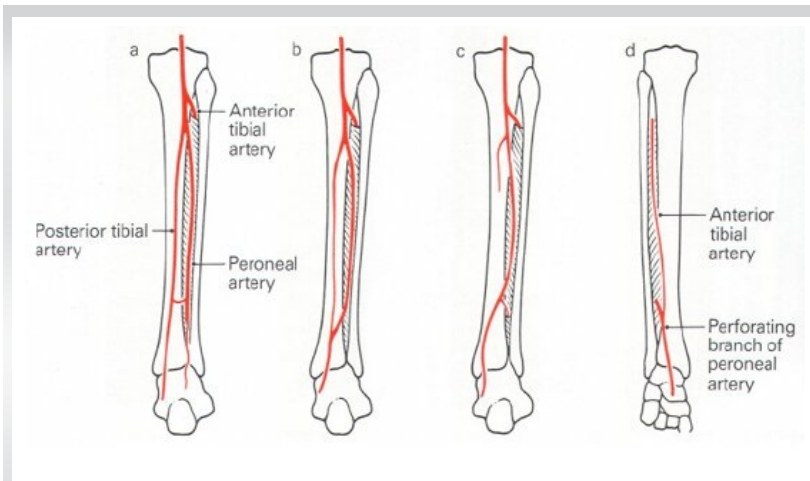 a
b
c
d
Anterior
tibial
artery
Posterior tibial
artery
Peroneal
artery
Anterior
tibial
artery
Perforating
branch of
peroneal
artery